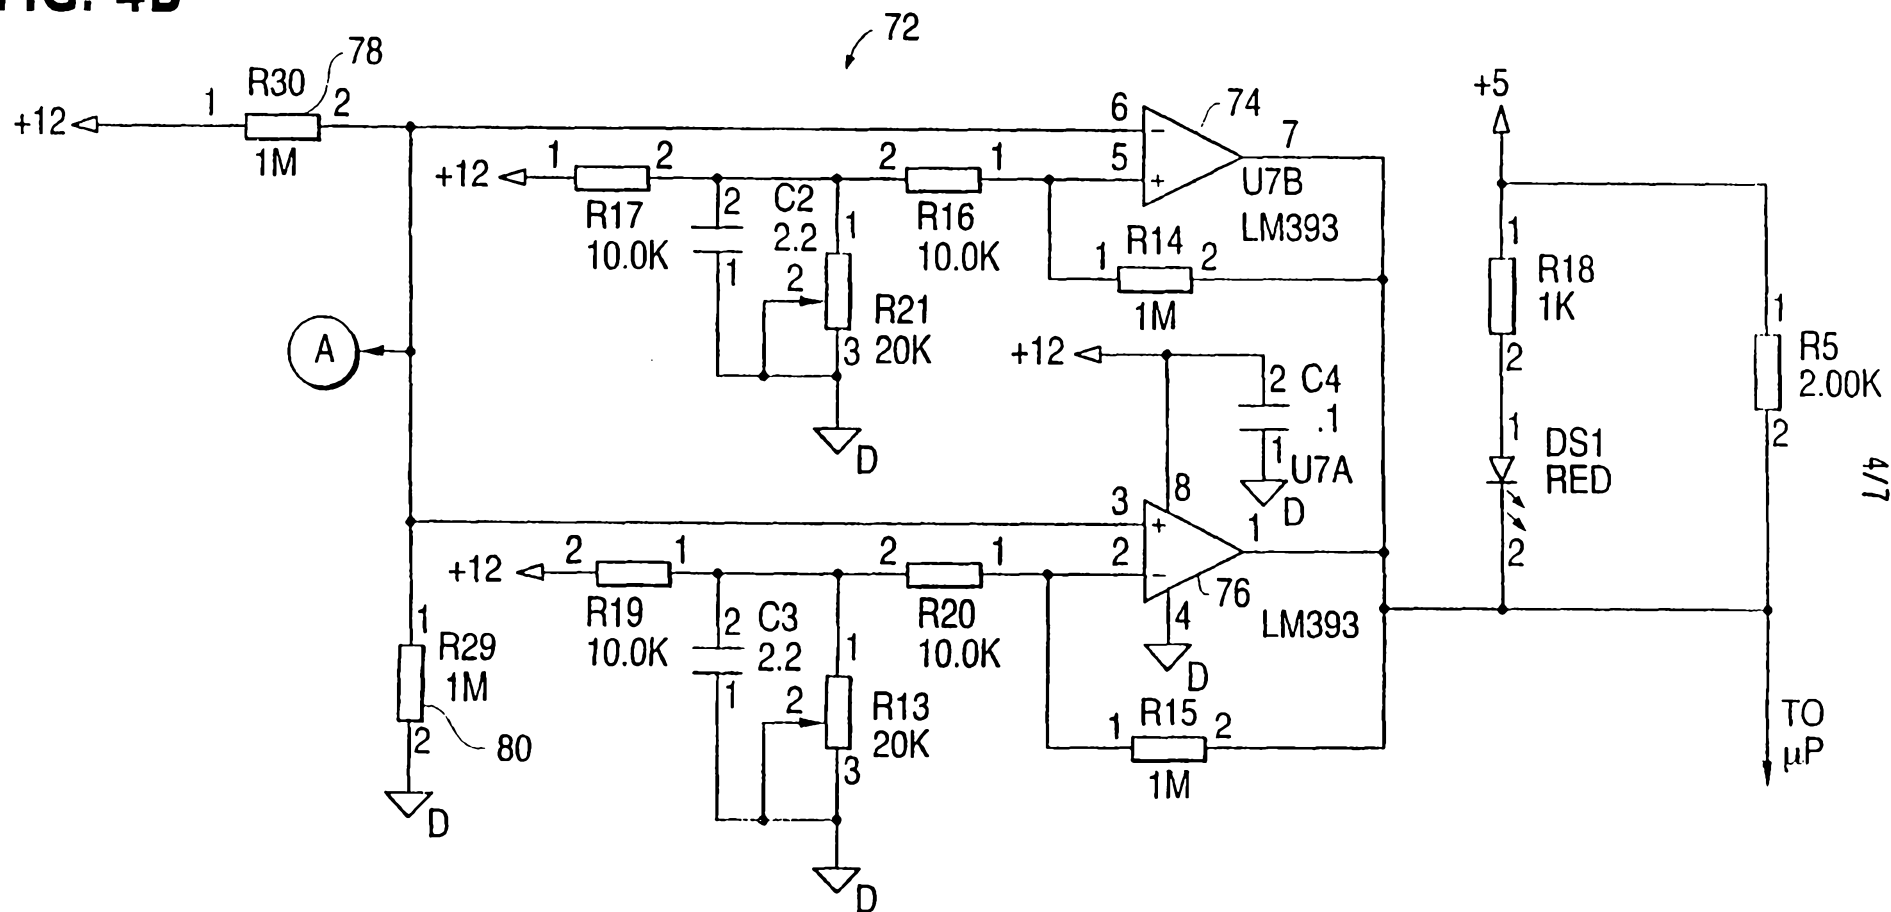 FIG. 4B
72
78
R30
1 2
+12
1M
6
74
7
5
− +
U7B
LM393
+12
1 2
R17
10.0K
2
C2
2.2
1
1
2
R21
20K
3
D
2 1
R16
10.0K
1 R14 2
1M
A
+12
2 C4
.1
1
U7A
D
8
3
2
+ −
1
76
4
LM393
D
+12
2 1
R19
10.0K
2
C3
2.2
1
1
2
R13
20K
3
D
2 1
R20
10.0K
1 R15 2
1M
1
R29
1M
2
80
D
+5
1
R18
1K
2
1
DS1
RED
2
1
R5
2.00K
2
TO
μP
4/7